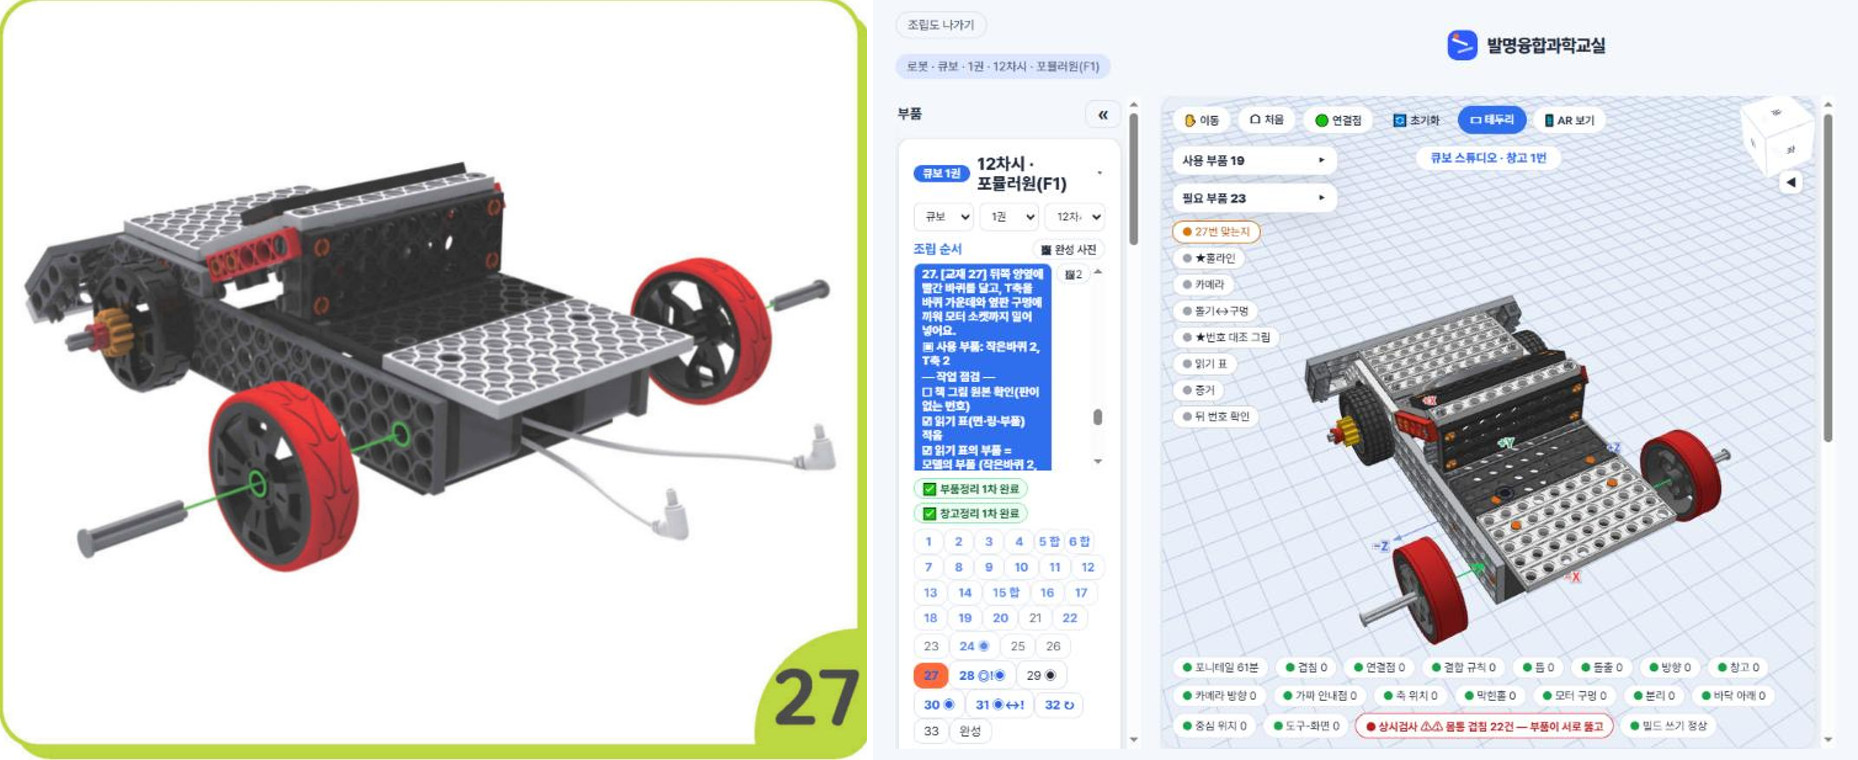 27
조립도 나가기
로봇 · 큐보 · 1권 · 12차시 · 포뮬러원(F1)
발명융합과학교실
부품
«
큐보 1권
12차시 ·
포뮬러원(F1)
큐보
1권
12차
조립 순서
완성 사진
27. [교재 27] 뒤쪽 양옆에
빨간 바퀴를 달고, T축을
바퀴 가운데와 옆판 구멍에
끼워 모터 소켓까지 밀어
넣어요.
▣ 사용 부품: 작은바퀴 2,
T축 2
— 작업 점검 —
☐ 책 그림 원본 확인(판이
없는 번호)
☑ 읽기 표(면·링·부품)
적음
☑ 읽기 표의 부품 =
모델의 부품 (작은바퀴 2,
2
✅ 부품정리 1차 완료
✅ 창고정리 1차 완료
1 2 3 4 5 합 6 합
7 8 9 10 11 12
13 14 15 합 16 17
18 19 20 21 22
23 24 ◉ 25 26
27 28 ◎!◉ 29 ◉
30 ◉ 31 ◉↔! 32 ↻
33 완성
이동
처음
연결점
초기화
테두리
AR 보기
사용 부품 19 ▸
큐보 스튜디오 · 창고 1번
필요 부품 23 ▸
27번 맞는지
★홀라인
카메라
돌기↔구멍
★번호 대조 그림
읽기 표
증거
뒤 번호 확인
+X
+Y
+Z
−Z
−X
포니테일 61분
겹침 0
연결점 0
결합 규칙 0
틈 0
돌출 0
방향 0
창고 0
카메라 방향 0
가짜 안내점 0
축 위치 0
막힌홀 0
모터 구멍 0
분리 0
바닥 아래 0
중심 위치 0
도구-화면 0
상시검사 ⚠⚠ 몸통 겹침 22건 — 부품이 서로 뚫고
빌드 쓰기 정상